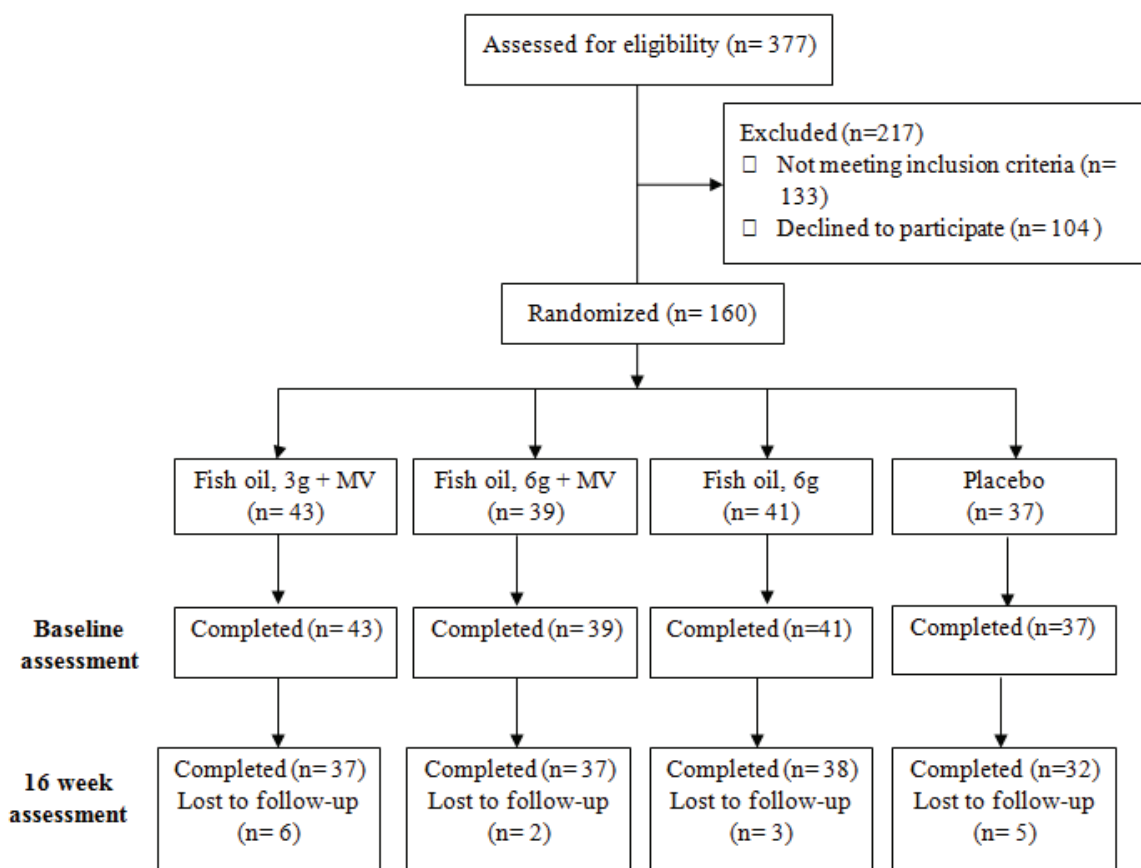 Assessed for eligibility (n= 377)
Excluded (n=217)
□ Not meeting inclusion criteria (n=
133)
□ Declined to participate (n= 104 )
Randomized (n= 160)
Fish oil, 3g + MV
(n= 43)
Fish oil, 6g + MV
(n= 39)
Fish oil, 6g
(n= 41)
Placebo
(n= 37)
Baseline
assessment
Completed (n= 43)
Completed (n= 39)
Completed (n=41)
Completed (n=37)
16 week
assessment
Completed (n= 37)
Lost to follow-up
(n= 6)
Completed (n= 37)
Lost to follow-up
(n= 2)
Completed (n= 38)
Lost to follow-up
(n= 3)
Completed (n=32)
Lost to follow-up
(n= 5)